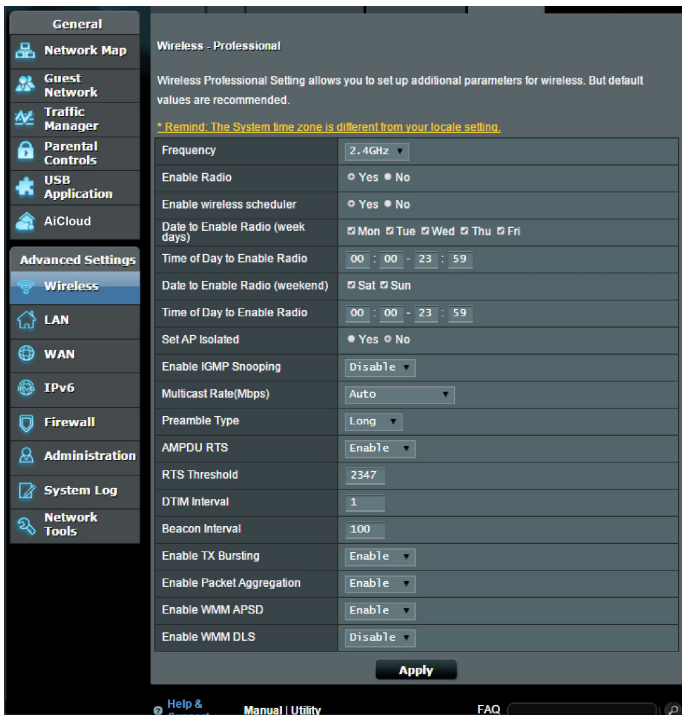 General
Network Map
Guest
Network
Traffic
Manager
Parental
Controls
USB
Application
AiCloud
Advanced Settings
Wireless
LAN
WAN
IPv6
Firewall
Administration
System Log
Network
Tools
Wireless - Professional
Wireless Professional Setting allows you to set up additional parameters for wireless. But default
values are recommended.
* Remind: The System time zone is different from your locale setting.
Frequency 2.4GHz
Enable Radio Yes No
Enable wireless scheduler Yes No
Date to Enable Radio (week
days) Mon Tue Wed Thu Fri
Time of Day to Enable Radio 00 : 00 - 23 : 59
Date to Enable Radio (weekend) Sat Sun
Time of Day to Enable Radio 00 : 00 - 23 : 59
Set AP Isolated Yes No
Enable IGMP Snooping Disable
Multicast Rate(Mbps) Auto
Preamble Type Long
AMPDU RTS Enable
RTS Threshold 2347
DTIM Interval 1
Beacon Interval 100
Enable TX Bursting Enable
Enable Packet Aggregation Enable
Enable WMM APSD Enable
Enable WMM DLS Disable
Apply
Help &
Manual | Utility
FAQ